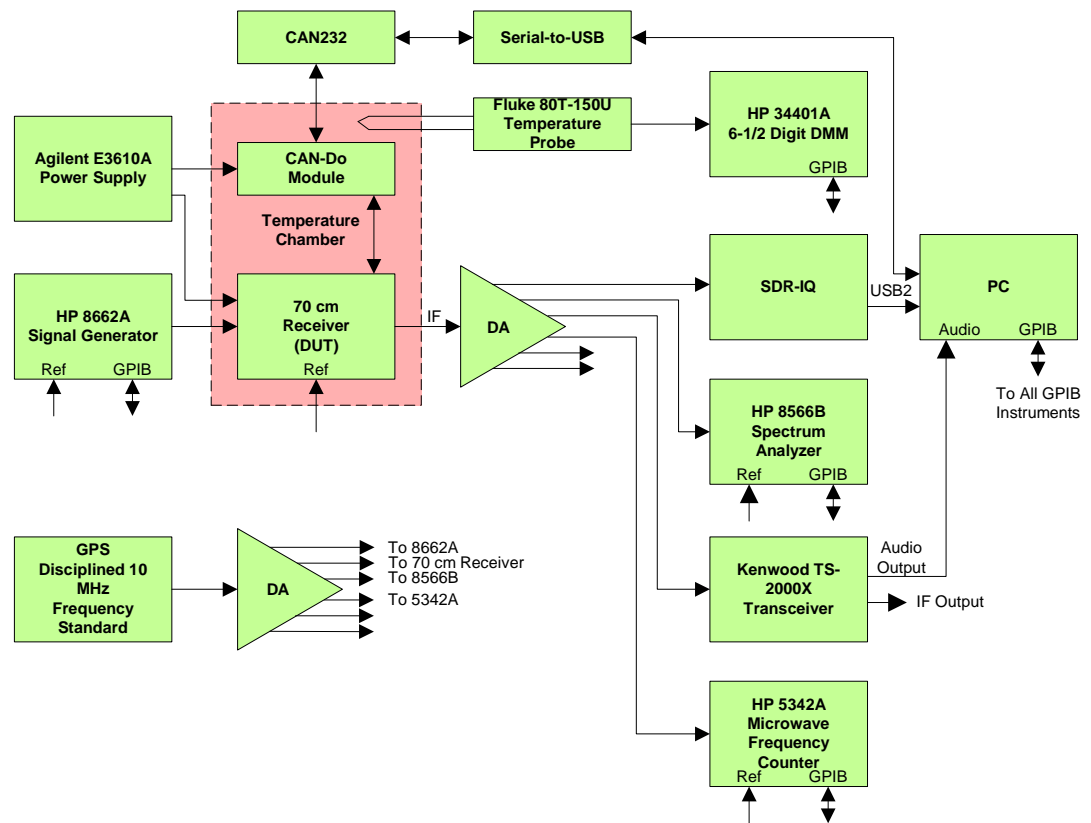 CAN232
Serial-to-USB
Fluke 80T-150U
Temperature
Probe
HP 34401A
6-1/2 Digit DMM
GPIB
Agilent E3610A
Power Supply
CAN-Do
Module
Temperature
Chamber
HP 8662A
Signal Generator
Ref
GPIB
70 cm
Receiver
(DUT)
Ref
IF
DA
SDR-IQ
USB2
PC
Audio
GPIB
To All GPIB
Instruments
HP 8566B
Spectrum
Analyzer
Ref
GPIB
GPS
Disciplined 10
MHz
Frequency
Standard
DA
To 8662A
To 70 cm Receiver
To 8566B
To 5342A
Kenwood TS-
2000X
Transceiver
Audio
Output
IF Output
HP 5342A
Microwave
Frequency
Counter
Ref
GPIB